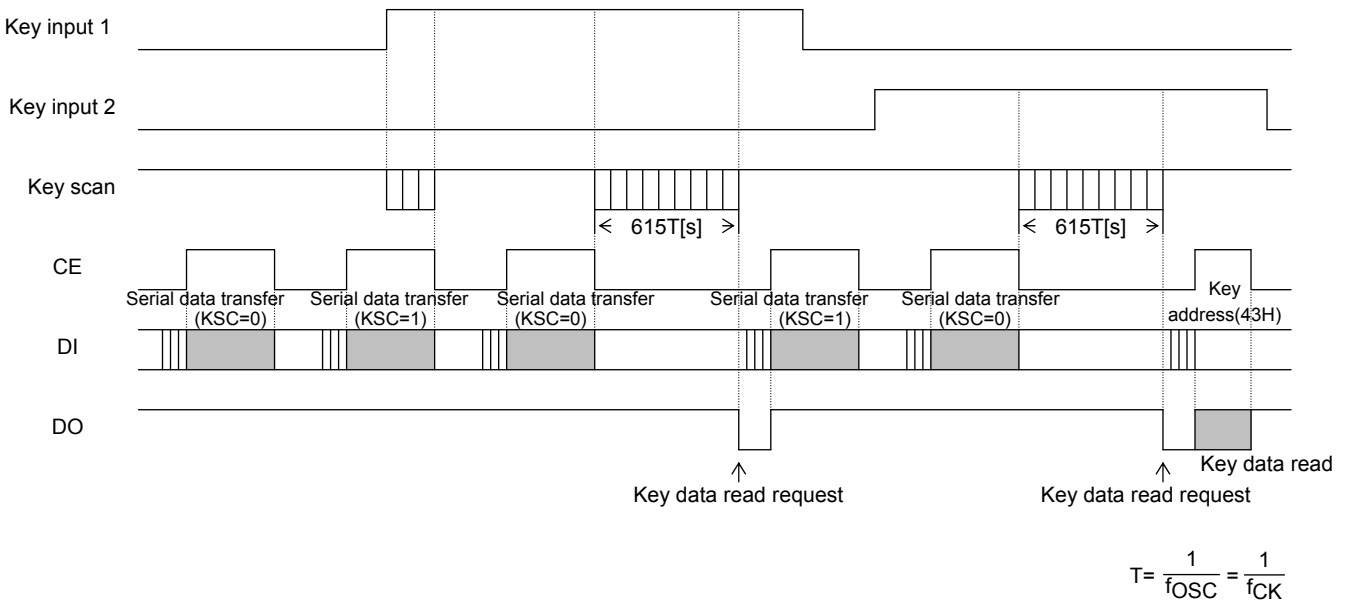 Key input 1
Key input 2
Key scan
615T[s]
615T[s]
CE
Serial data transfer
(KSC=0)
Serial data transfer
(KSC=1)
Serial data transfer
(KSC=0)
Serial data transfer
(KSC=1)
Serial data transfer
(KSC=0)
Key
address(43H)
DI
DO
Key data read
Key data read request
Key data read request
T= 1/fOSC = 1/fCK